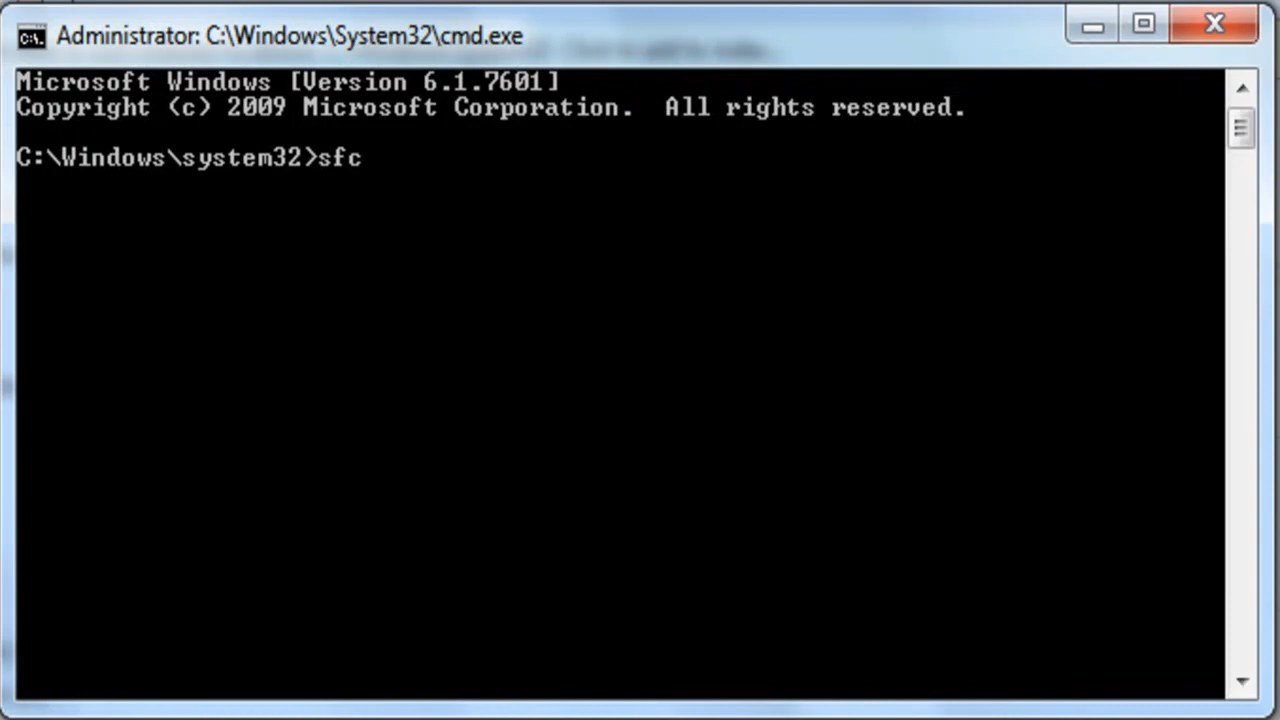 Administrator: C:\Windows\System32\cmd.exe
Microsoft Windows [Version 6.1.7601]
Copyright (c) 2009 Microsoft Corporation.  All rights reserved.
C:\Windows\system32>sfc